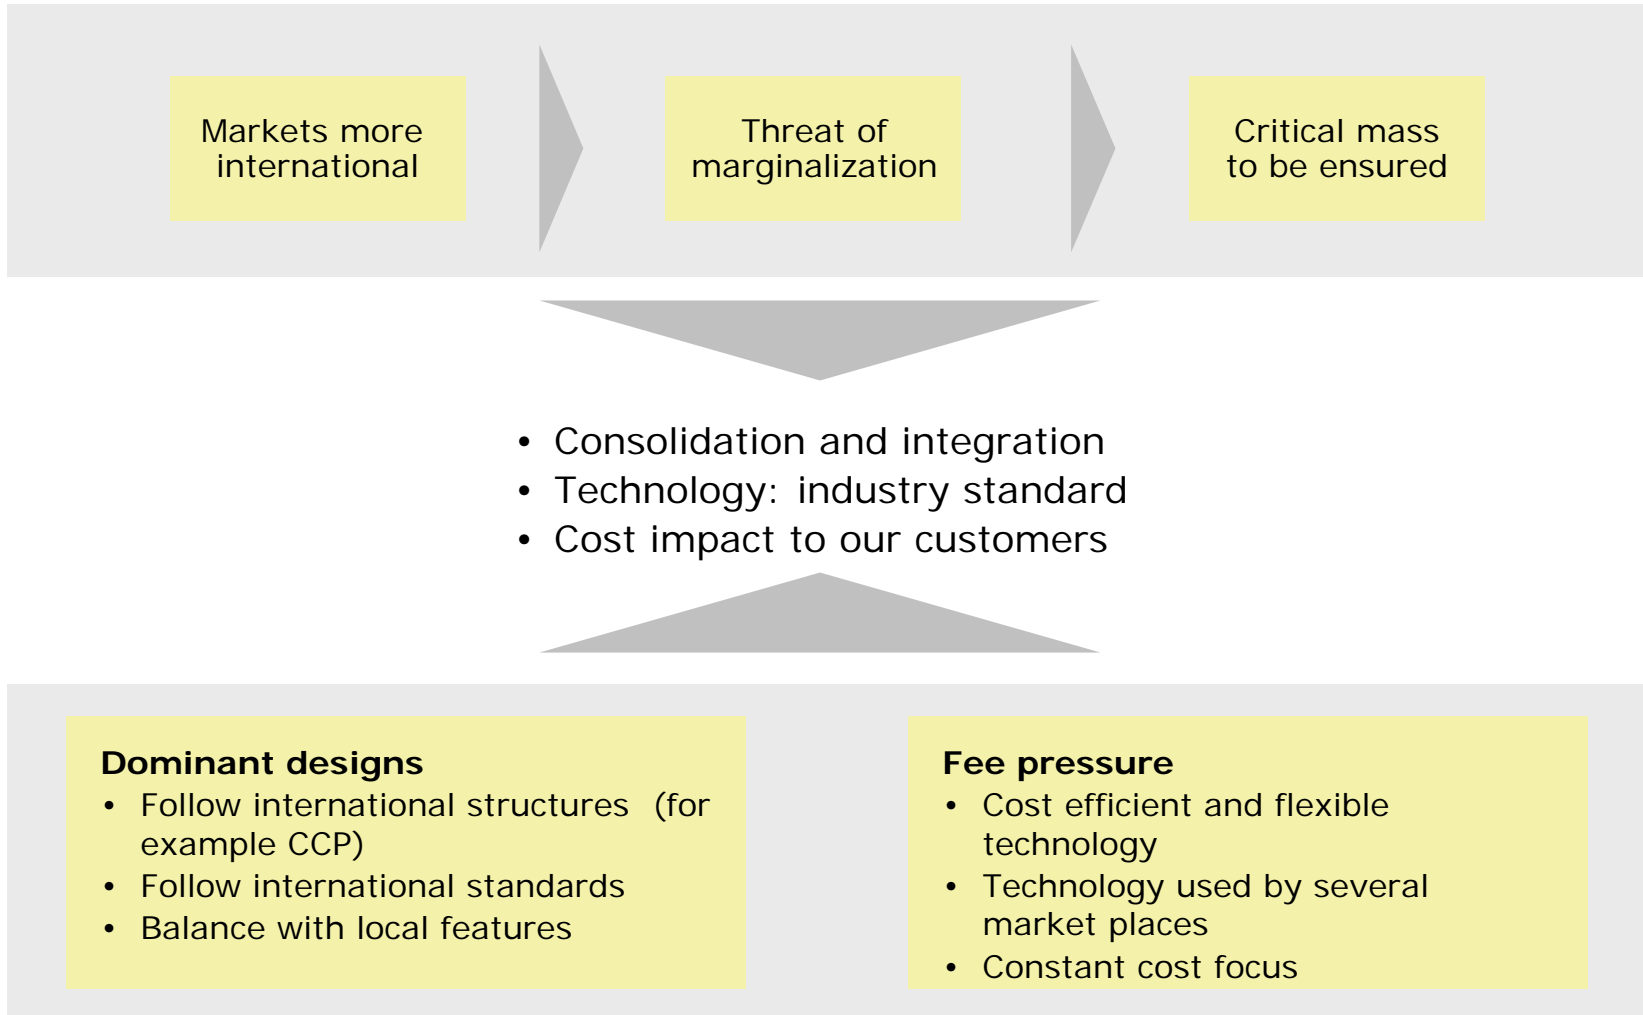 Markets more
international
Threat of
marginalization
Critical mass
to be ensured
• Consolidation and integration
• Technology: industry standard
• Cost impact to our customers
Dominant designs
• Follow international structures (for
example CCP)
• Follow international standards
• Balance with local features
Fee pressure
• Cost efficient and flexible
technology
• Technology used by several
market places
• Constant cost focus